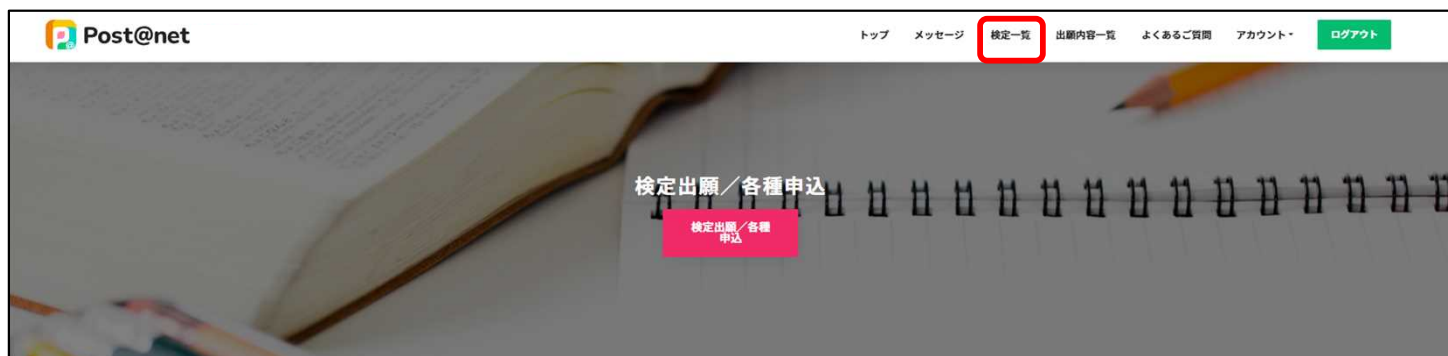 Post@net
トップ メッセージ 検定一覧 出願内容一覧 よくあるご質問 アカウント ログアウト
検定出願／各種申込
検定出願／各種
申込